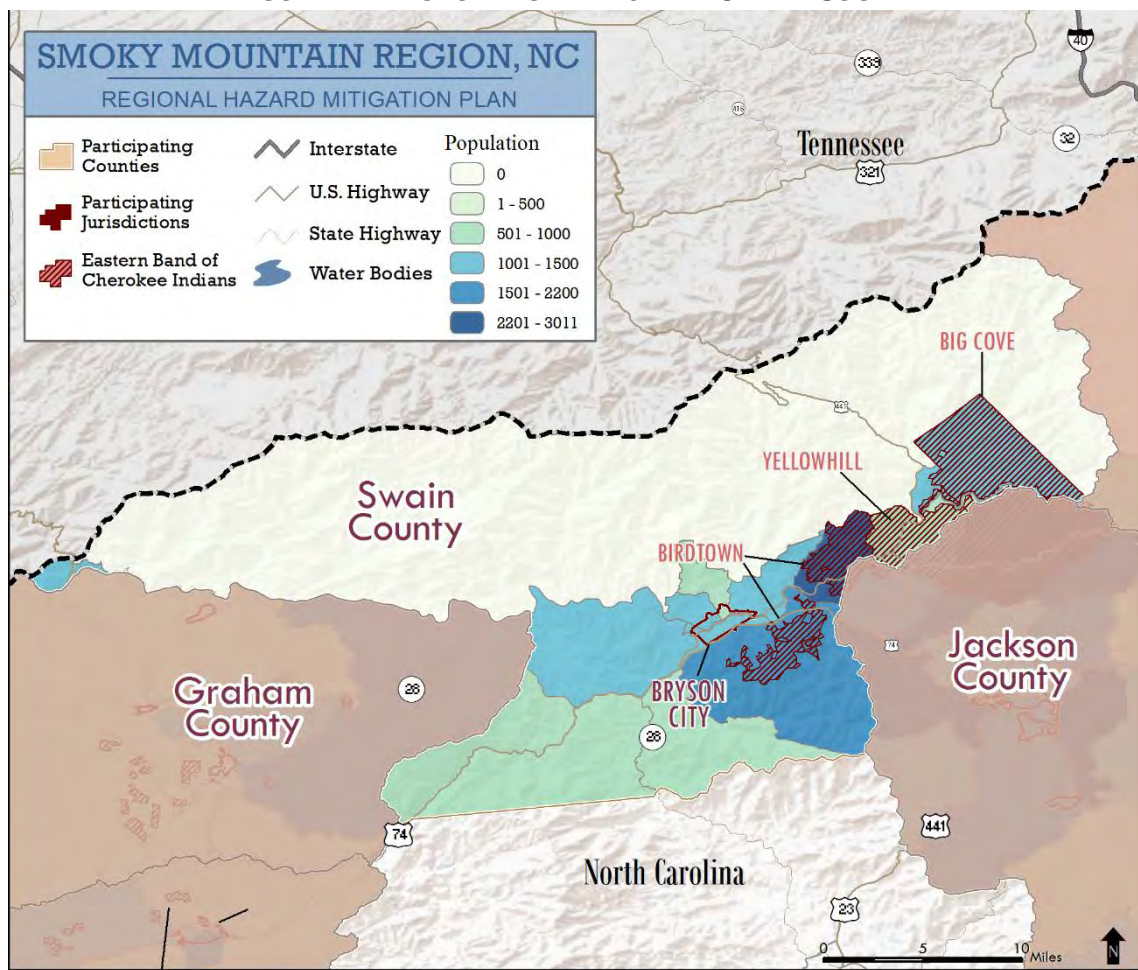 SMOKY MOUNTAIN REGION, NC
REGIONAL HAZARD MITIGATION PLAN
Participating
Counties
Participating
Jurisdictions
Eastern Band of
Cherokee Indians
Interstate
U.S. Highway
State Highway
Water Bodies
Population
0
1 - 500
501 - 1000
1001 - 1500
1501 - 2200
2201 - 3011
40
338
416
32
Tennessee
321
BIG COVE
441
YELLOWHILL
Swain
County
BIRDTOWN
Jackson
County
74
Graham
County
28
BRYSON
CITY
28
74
441
North Carolina
23
0 5 10
Miles
N